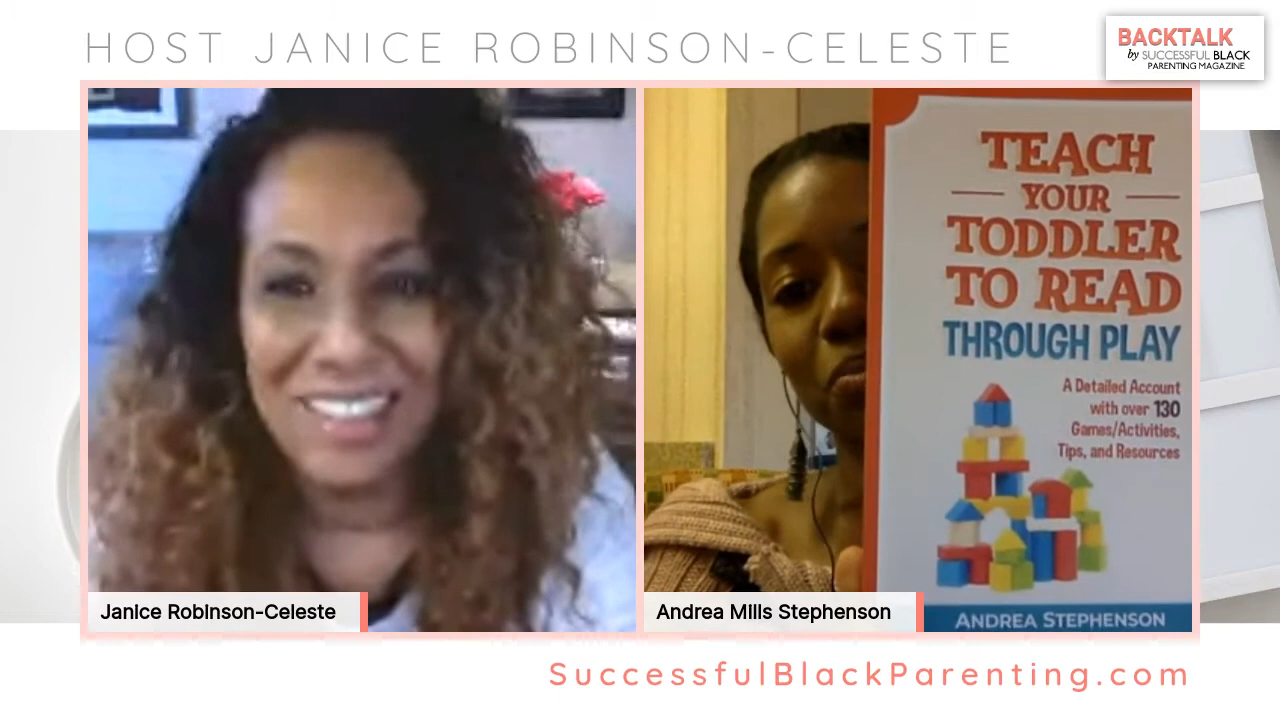 HOST JANICE ROBINSON-CELESTE
BACKTALK
by SUCCESSFUL BLACK
PARENTING MAGAZINE
TEACH
YOUR
TODDLER
TO READ
THROUGH PLAY
A Detailed Account
with over 130
Games/Activities,
Tips, and Resources
ANDREA STEPHENSON
Janice Robinson-Celeste
Andrea Mills Stephenson
SuccessfulBlackParenting.com